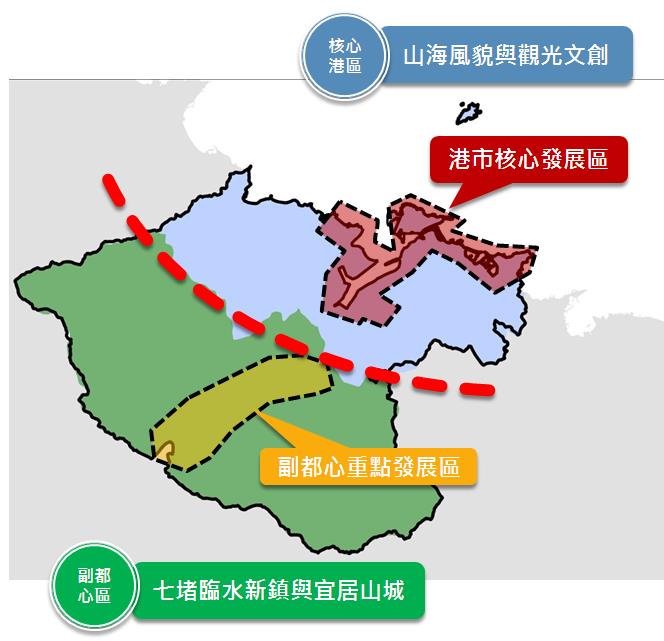 核心
港區
山海風貌與觀光文創
港市核心發展區
副都心重點發展區
副都
心區
七堵臨水新鎮與宜居山城